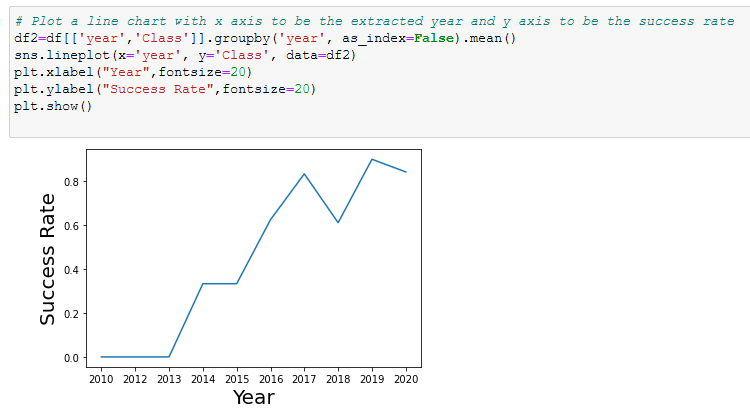 # Plot a line chart with x axis to be the extracted year and y axis to be the success rate
df2=df[['year','Class']].groupby('year', as_index=False).mean()
sns.lineplot(x='year', y='Class', data=df2)
plt.xlabel("Year",fontsize=20)
plt.ylabel("Success Rate",fontsize=20)
plt.show()
0.8
0.6
0.4
0.2
0.0
Success Rate
2010 2012 2013 2014 2015 2016 2017 2018 2019 2020
Year